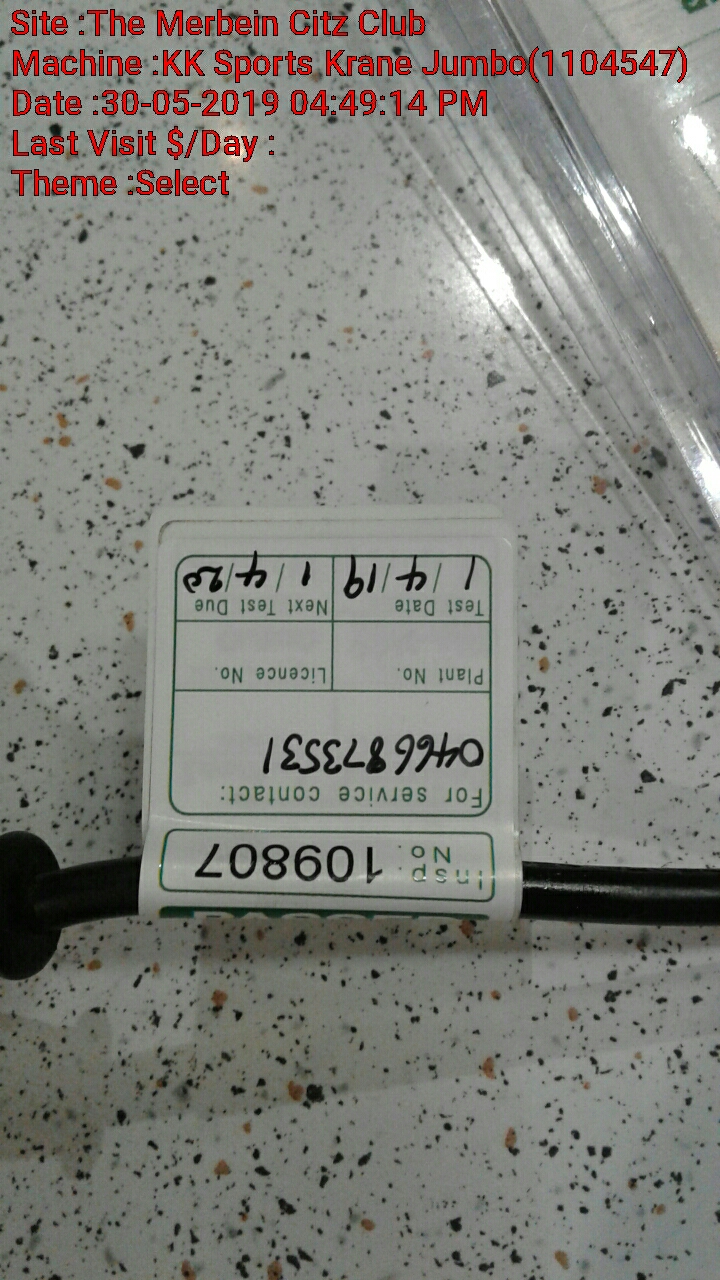 Site :The Merbein Citz Club
Machine :KK Sports Krane Jumbo(1104547)
Date :30-05-2019 04:49:14 PM
Last Visit $/Day :
Theme :Select
Insp. No. 109807
For service contact:
0466873531
Plant No. Licence No.
Test Date Next Test Due
1/4/19 1/4/20